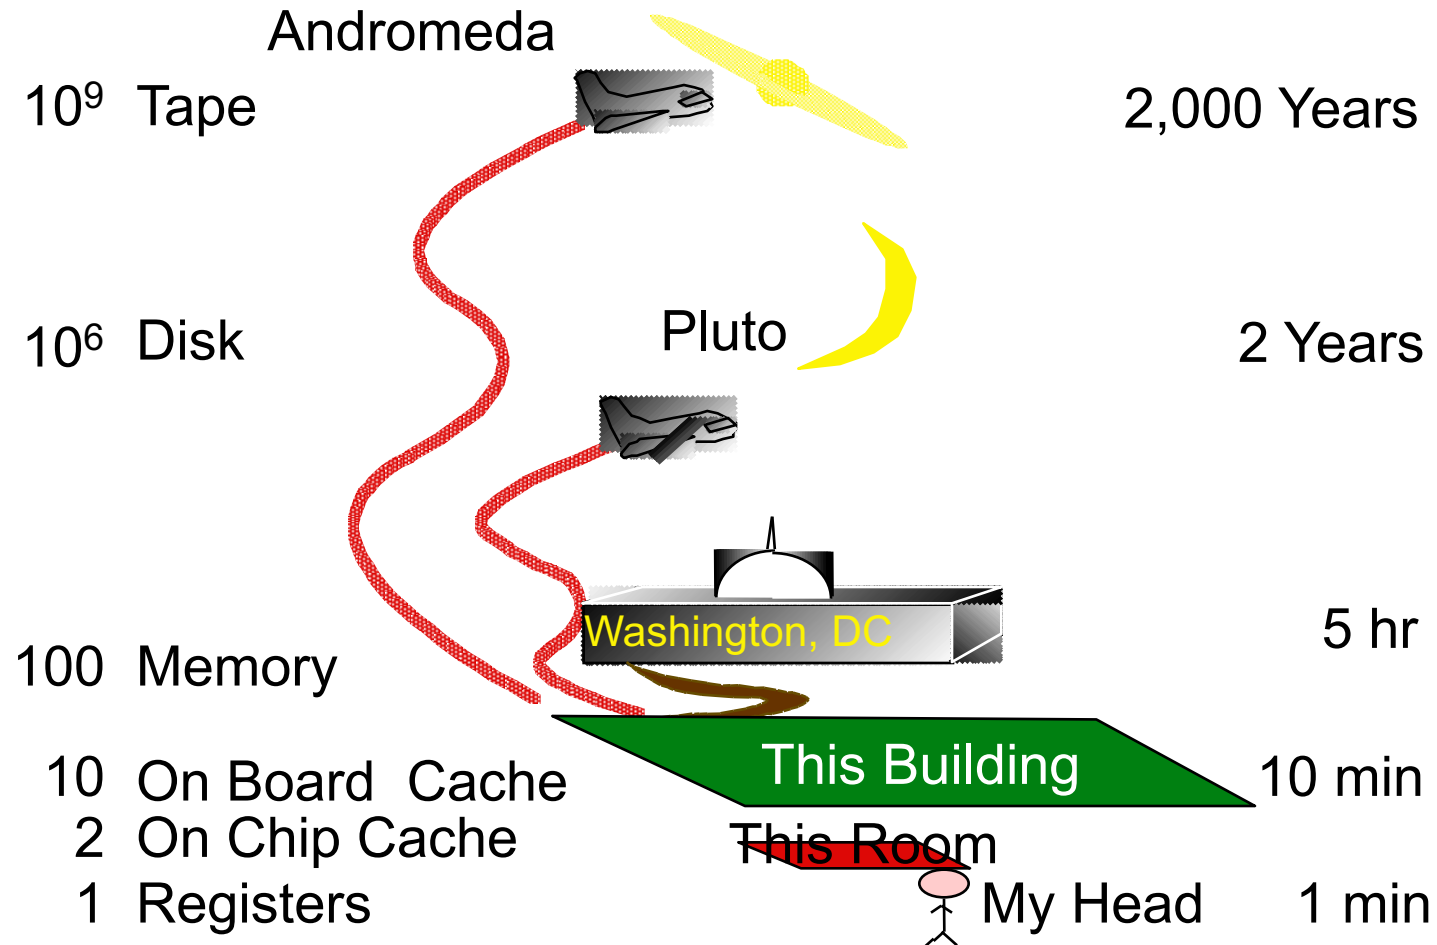 Andromeda
10⁹ Tape 2,000 Years
10⁶ Disk Pluto 2 Years
Washington, DC 5 hr
100 Memory
This Building
10 On Board Cache 10 min
2 On Chip Cache This Room
1 Registers My Head 1 min